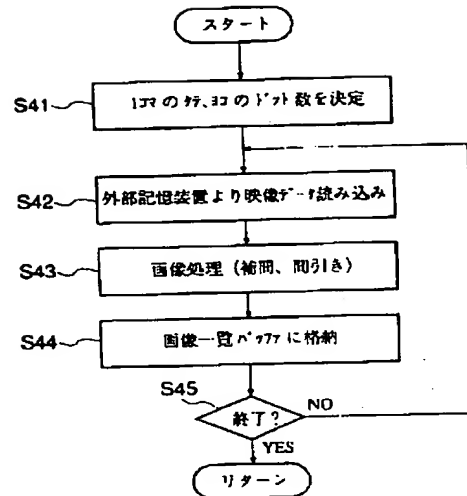 スタート
S41
1コマのタテ、ヨコのドット数を決定
S42
外部記憶装置より映像データ読み込み
S43
画像処理(補間、間引き)
S44
画像一覧バッファに格納
S45
終了?
NO
YES
リターン